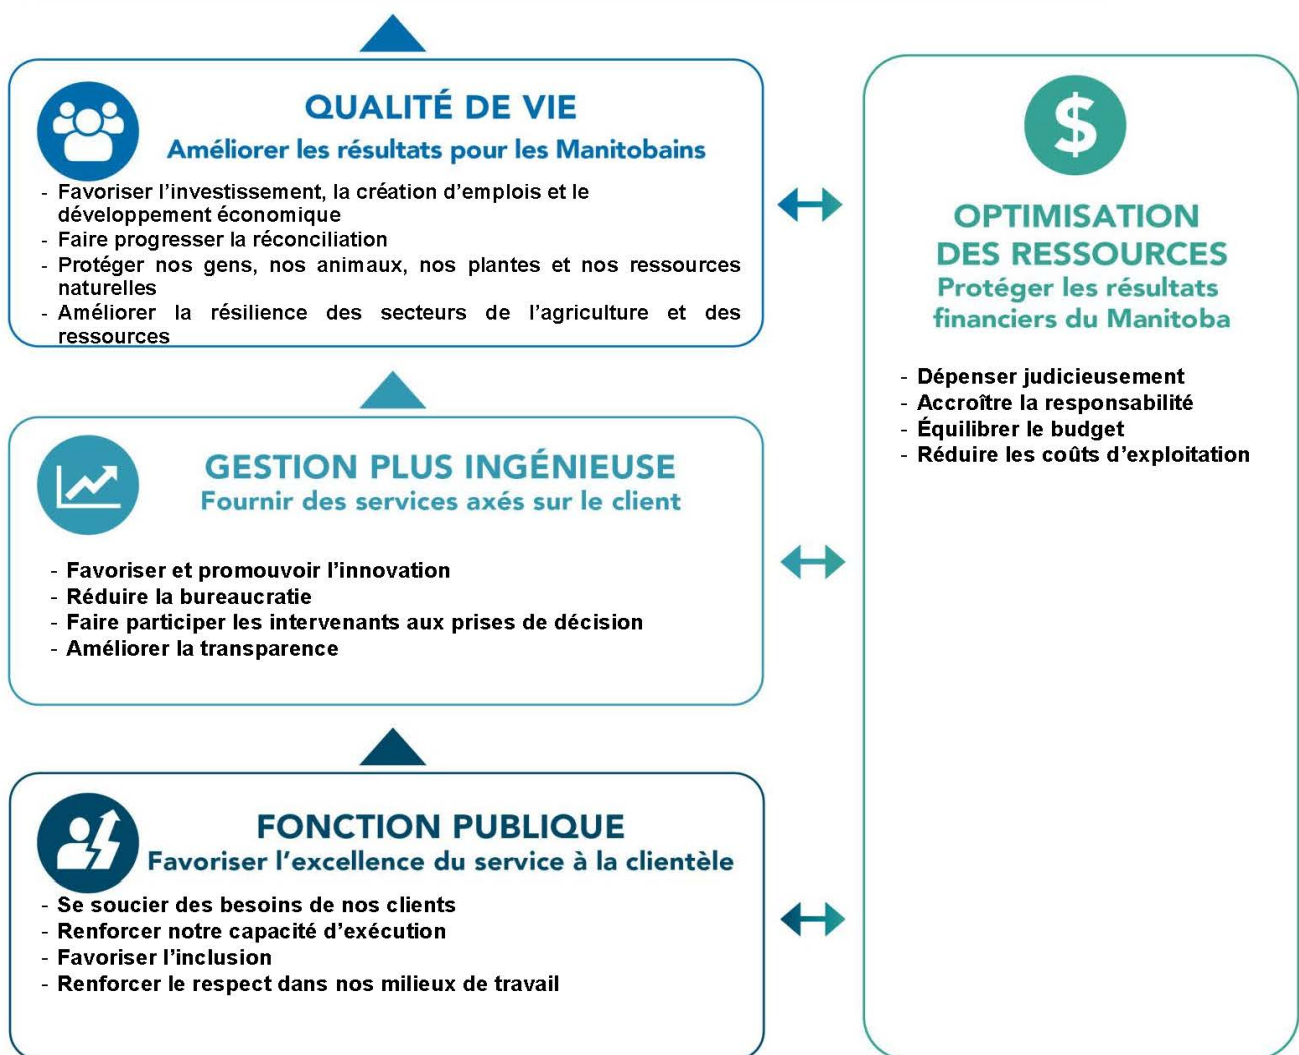 QUALITÉ DE VIE
Améliorer les résultats pour les Manitobains
- Favoriser l’investissement, la création d’emplois et le
développement économique
- Faire progresser la réconciliation
- Protéger nos gens, nos animaux, nos plantes et nos ressources
naturelles
- Améliorer la résilience des secteurs de l’agriculture et des
ressources
GESTION PLUS INGÉNIEUSE
Fournir des services axés sur le client
- Favoriser et promouvoir l’innovation
- Réduire la bureaucratie
- Faire participer les intervenants aux prises de décision
- Améliorer la transparence
FONCTION PUBLIQUE
Favoriser l’excellence du service à la clientèle
- Se soucier des besoins de nos clients
- Renforcer notre capacité d’exécution
- Favoriser l’inclusion
- Renforcer le respect dans nos milieux de travail
$
OPTIMISATION
DES RESSOURCES
Protéger les résultats
financiers du Manitoba
- Dépenser judicieusement
- Accroître la responsabilité
- Équilibrer le budget
- Réduire les coûts d’exploitation